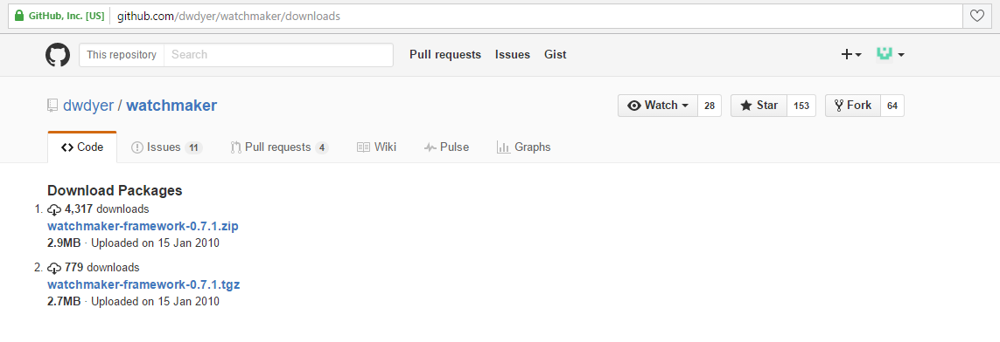 GitHub, Inc. [US] github.com/dwdyer/watchmaker/downloads
This repository Search Pull requests Issues Gist
dwdyer / watchmaker Watch 28 Star 153 Fork 64
Code Issues 11 Pull requests 4 Wiki Pulse Graphs
Download Packages
1. 4,317 downloads
watchmaker-framework-0.7.1.zip
2.9MB · Uploaded on 15 Jan 2010
2. 779 downloads
watchmaker-framework-0.7.1.tgz
2.7MB · Uploaded on 15 Jan 2010